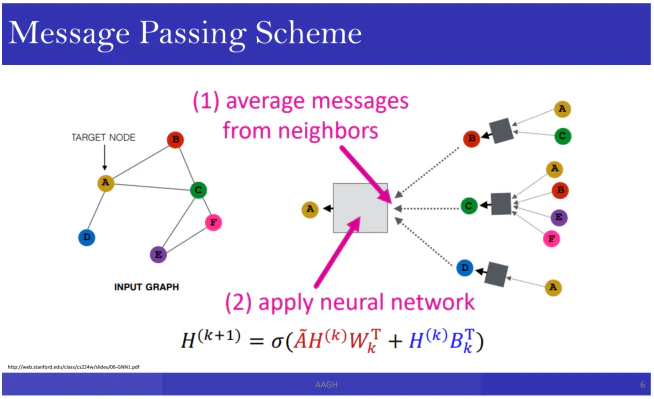 Message Passing Scheme
(1) average messages
from neighbors
TARGET NODE
A
B
C
D
E
F
INPUT GRAPH
A
B
C
D
A
C
A
B
E
F
A
(2) apply neural network
H^(k+1) = σ(ÃH^(k)W_k^T + H^(k)B_k^T)
http://web.stanford.edu/class/cs224w/slides/06-GNN1.pdf
AAGH
6